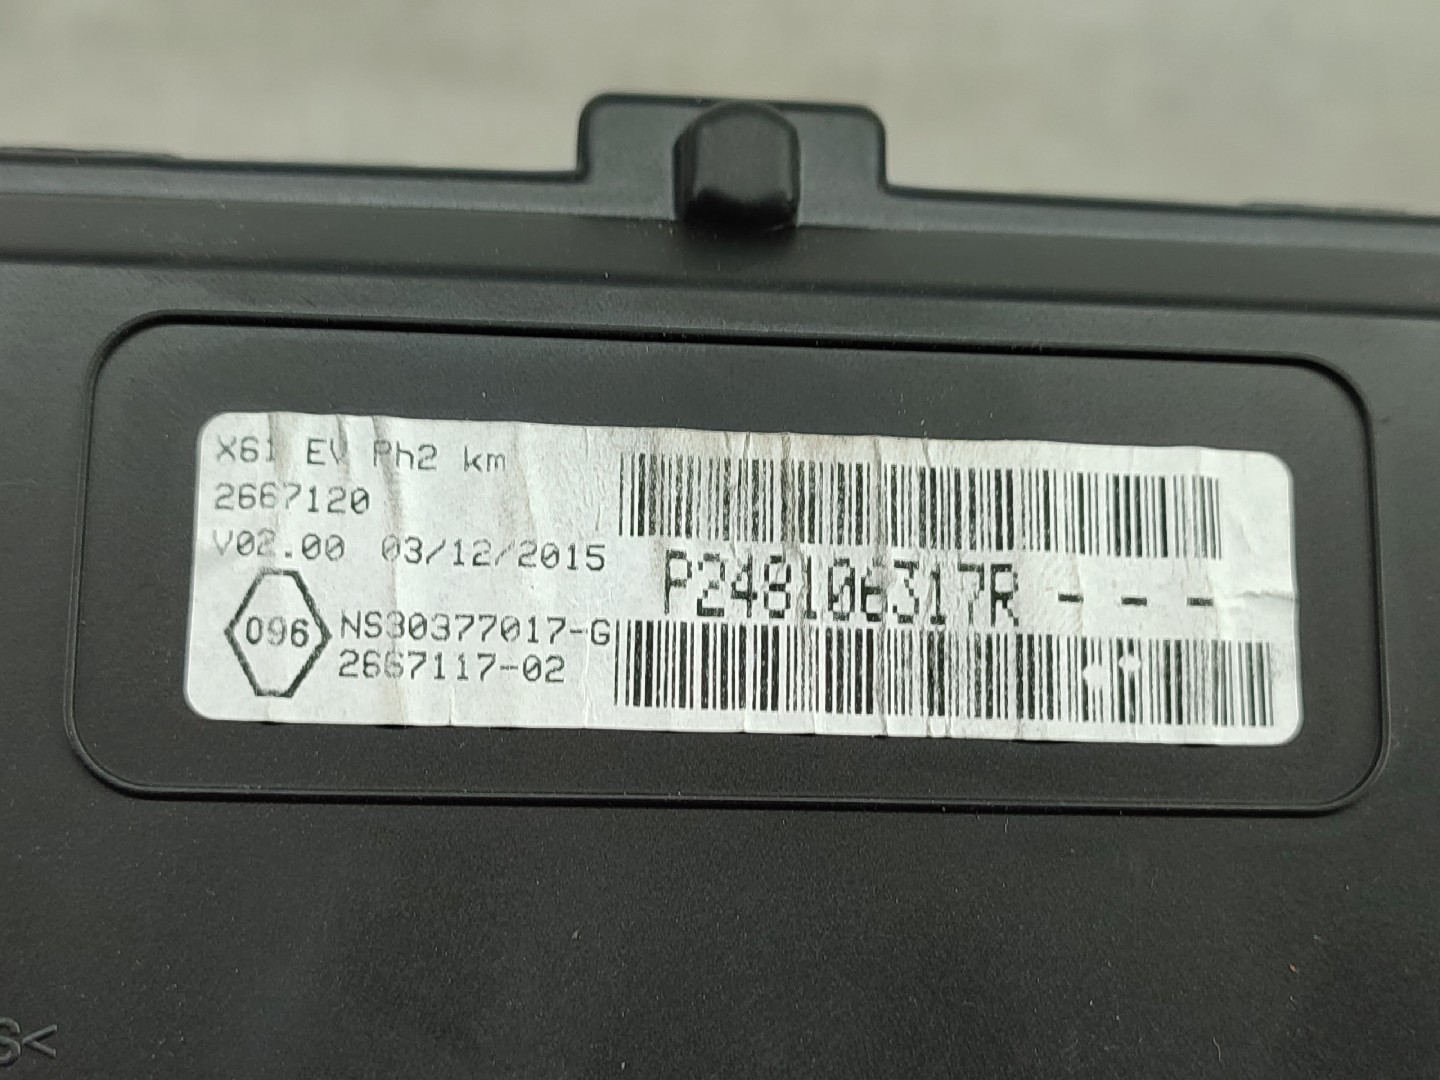 X61 EV Ph2 km
2667120
V02.00 03/12/2015
P248106317R - - -
096
NS30377017-G
2667117-02
S<